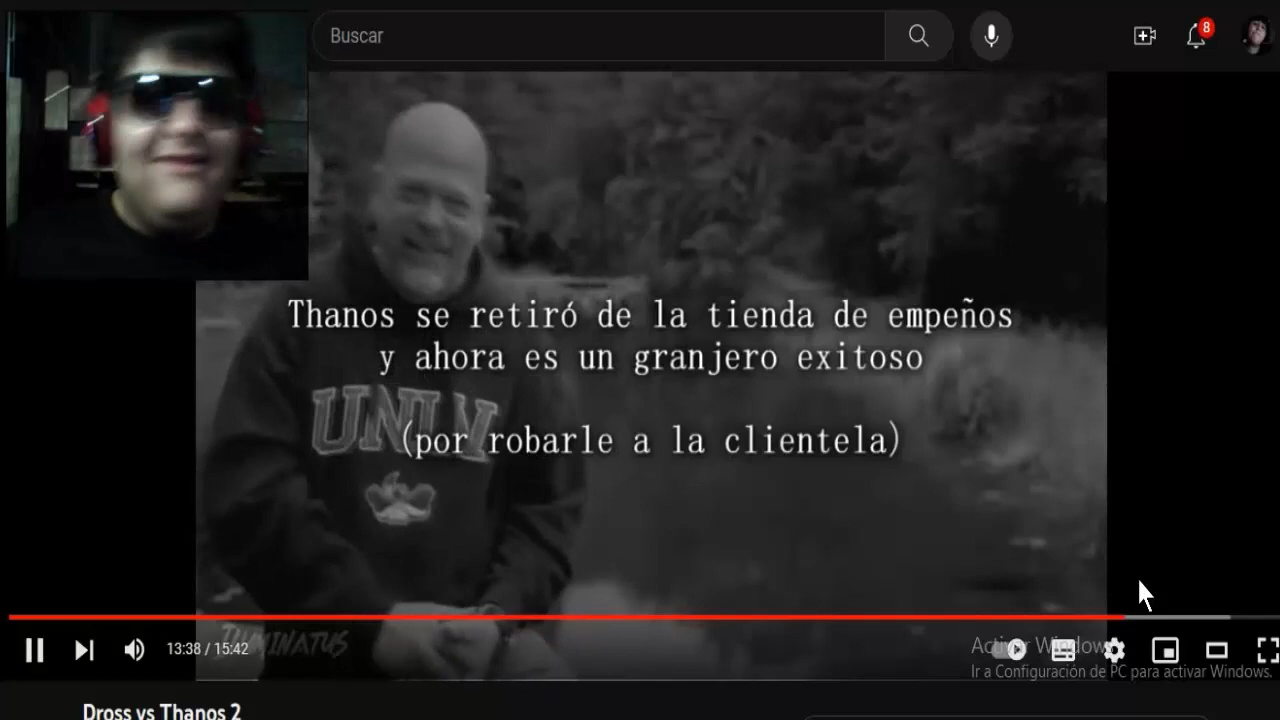 Buscar
8
Thanos se retiró de la tienda de empeños
y ahora es un granjero exitoso
UNLV
(por robarle a la clientela)
13:38 / 15:42
Activar Windows
Ir a Configuración de PC para activar Windows.
Dross vs Thanos 2